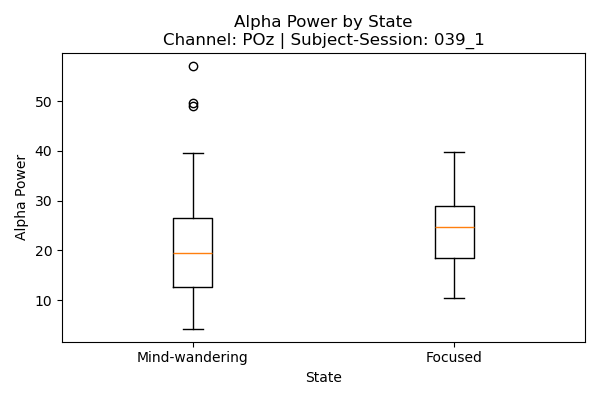 Alpha Power by State
Channel: POz | Subject-Session: 039_1
Alpha Power
50
40
30
20
10
Mind-wandering
Focused
State